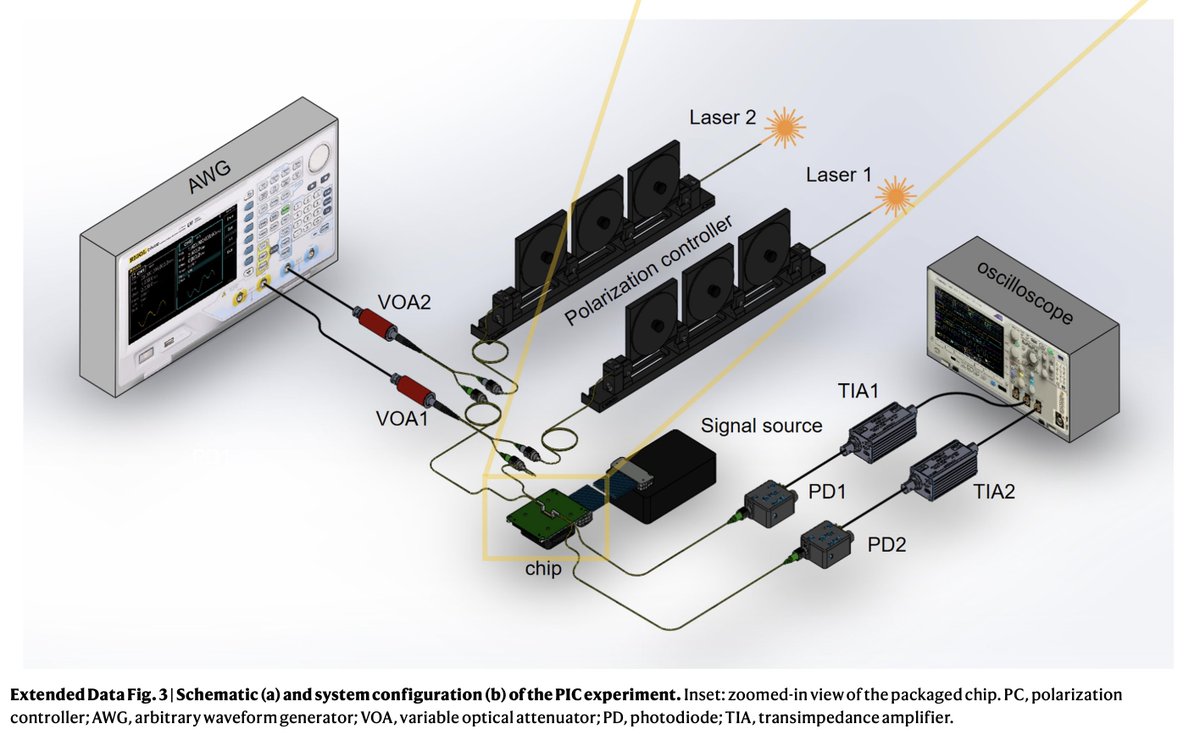 Laser 2
Laser 1
AWG
Polarization controller
oscilloscope
VOA2
VOA1
TIA1
Signal source
PD1
TIA2
PD2
chip
Extended Data Fig. 3 | Schematic (a) and system configuration (b) of the PIC experiment. Inset: zoomed-in view of the packaged chip. PC, polarization
controller; AWG, arbitrary waveform generator; VOA, variable optical attenuator; PD, photodiode; TIA, transimpedance amplifier.